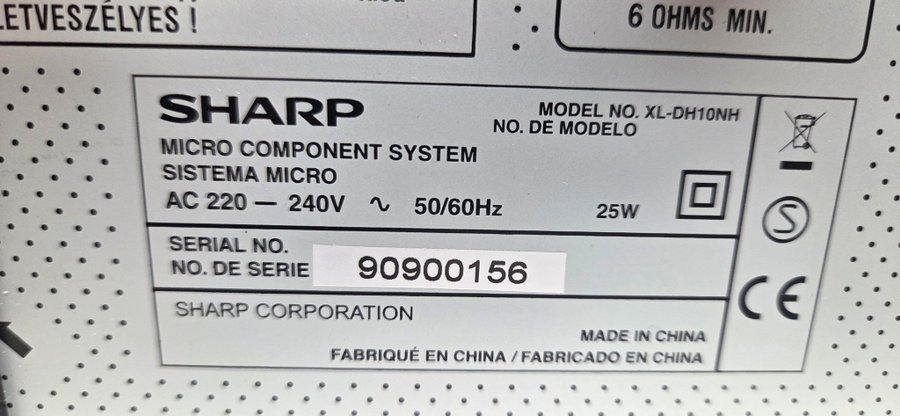 LETVESZÉLYES !
6 OHMS MIN.
SHARP
MODEL NO. XL-DH10NH
NO. DE MODELO
MICRO COMPONENT SYSTEM
SISTEMA MICRO
AC 220 — 240V ∿ 50/60Hz 25W
SERIAL NO.
NO. DE SERIE 90900156
SHARP CORPORATION
MADE IN CHINA
FABRIQUÉ EN CHINA / FABRICADO EN CHINA
S
CE